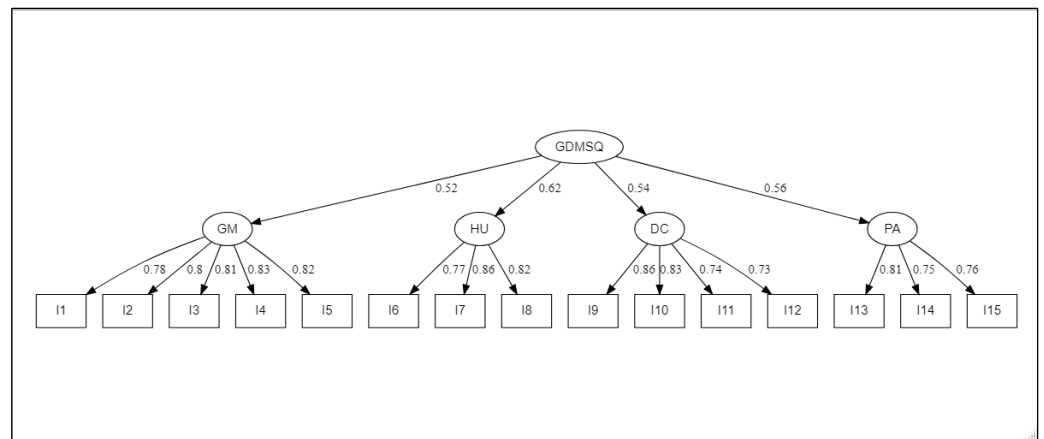 GDMSQ
0.52 0.62 0.54 0.56
GM HU DC PA
0.78 0.8 0.81 0.83 0.82 0.77 0.86 0.82 0.86 0.83 0.74 0.73 0.81 0.75 0.76
I1 I2 I3 I4 I5 I6 I7 I8 I9 I10 I11 I12 I13 I14 I15